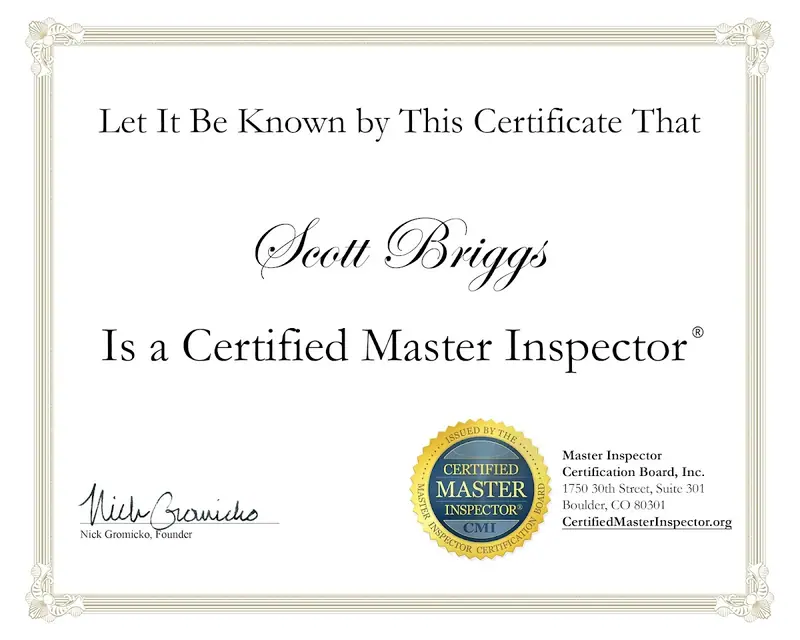 Let It Be Known by This Certificate That
Scott Briggs
Is a Certified Master Inspector®
Nick Gromicko
Nick Gromicko, Founder
ISSUED BY THE
CERTIFIED
MASTER
INSPECTOR®
CMI
MASTER INSPECTOR CERTIFICATION BOARD
Master Inspector
Certification Board, Inc.
1750 30th Street, Suite 301
Boulder, CO 80301
CertifiedMasterInspector.org